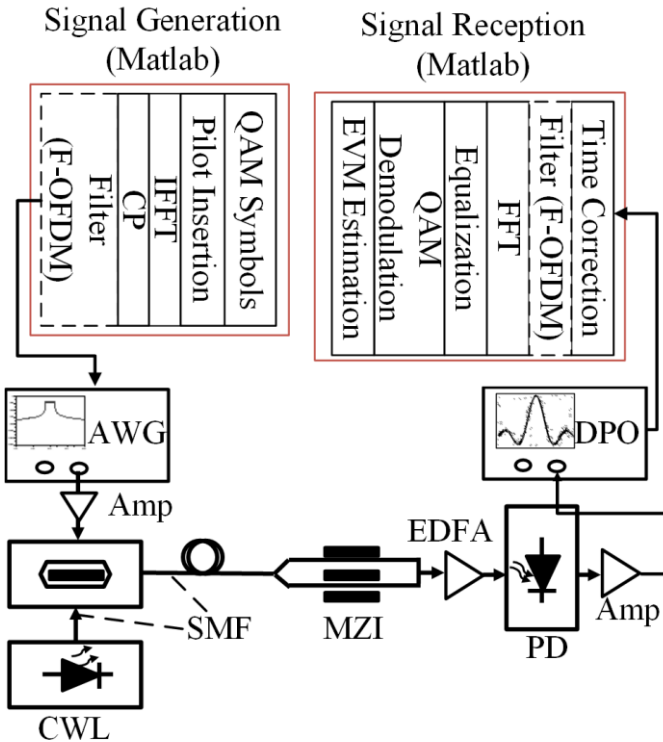 Signal Generation
(Matlab)
Signal Reception
(Matlab)
QAM Symbols
Pilot Insertion
IFFT
CP
Filter
(F-OFDM)
Time Correction
Filter (F-OFDM)
FFT
Equalization
QAM
Demodulation
EVM Estimation
AWG
DPO
Amp
EDFA
SMF
MZI
PD
Amp
CWL